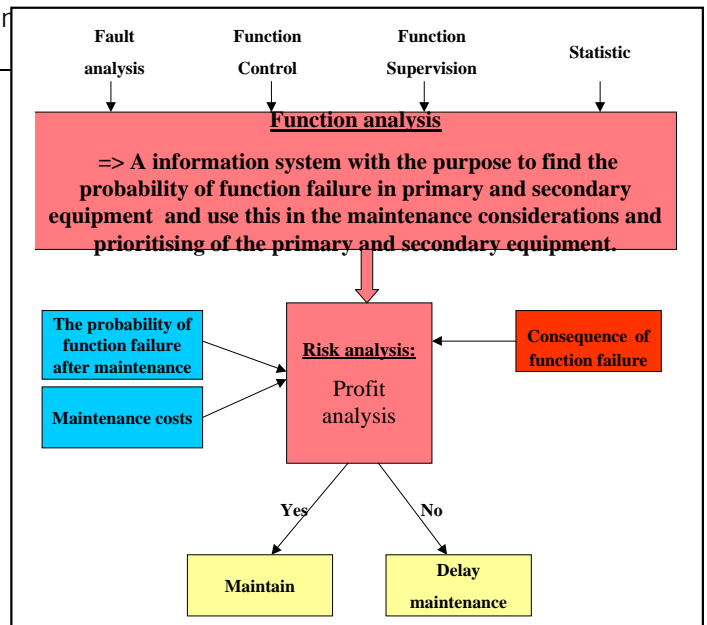 Fault
analysis
Function
Control
Function
Supervision
Statistic
Function analysis
=> A information system with the purpose to find the
probability of function failure in primary and secondary
equipment and use this in the maintenance considerations and
prioritising of the primary and secondary equipment.
The probability of
function failure
after maintenance
Maintenance costs
Risk analysis:
Profit
analysis
Consequence of
function failure
Yes
No
Maintain
Delay
maintenance